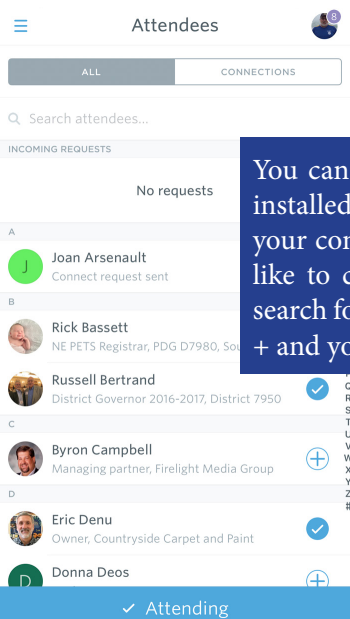 Attendees
8
ALL
CONNECTIONS
Search attendees...
INCOMING REQUESTS
No requests
You can
installed
your con
like to c
search fo
+ and yo
A
J
Joan Arsenault
Connect request sent
B
Rick Bassett
NE PETS Registrar, PDG D7980, Sou
Russell Bertrand
District Governor 2016-2017, District 7950
C
Byron Campbell
Managing partner, Firelight Media Group
D
Eric Denu
Owner, Countryside Carpet and Paint
D
Donna Deos
Q
R
S
T
U
V
W
X
Y
Z
#
Attending